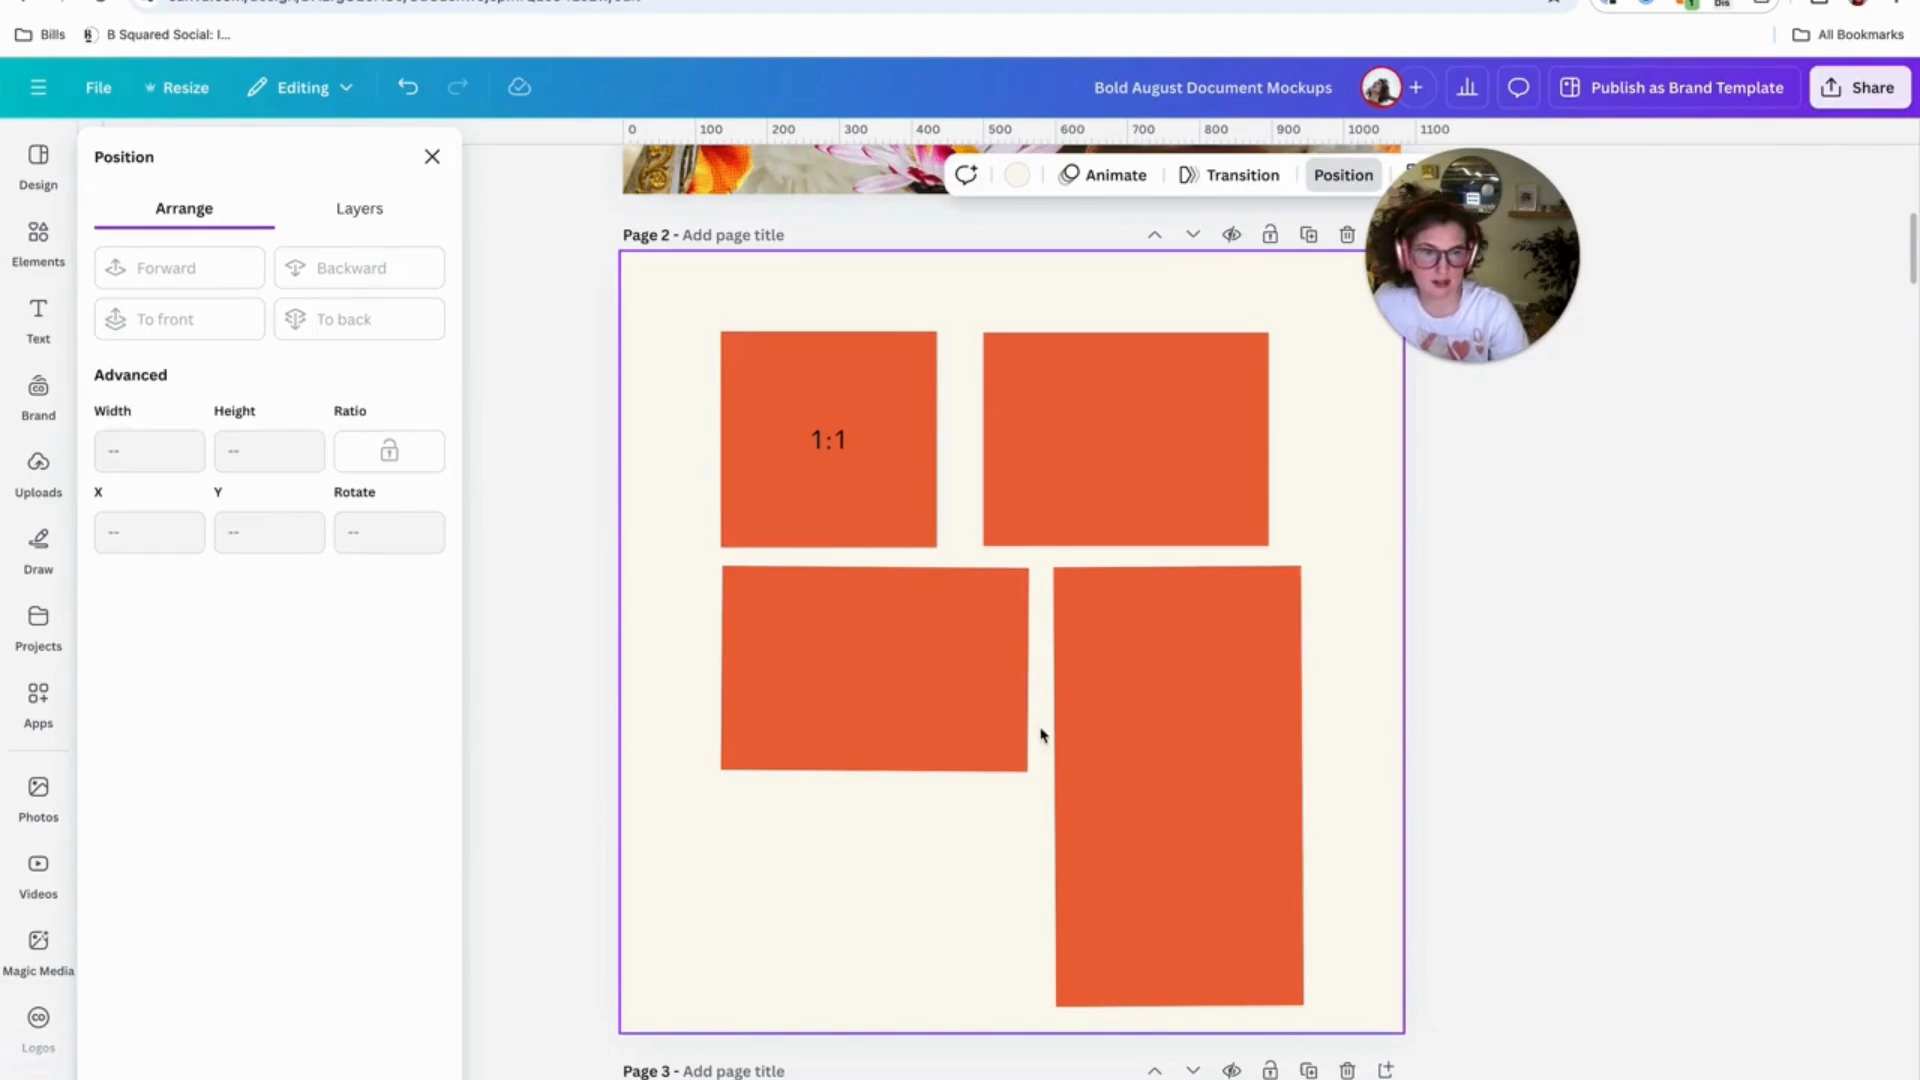 Bills
B Squared Social: I...
All Bookmarks
File
Resize
Editing
Bold August Document Mockups
Publish as Brand Template
Share
0 100 200 300 400 500 600 700 800 900 1000 1100
Design
Elements
Text
Brand
Uploads
Draw
Projects
Apps
Photos
Videos
Magic Media
Logos
Position
Arrange
Layers
Forward
Backward
To front
To back
Advanced
Width
Height
Ratio
--
--
X
Y
Rotate
--
--
--
Animate
Transition
Position
Page 2 - Add page title
1:1
Page 3 - Add page title